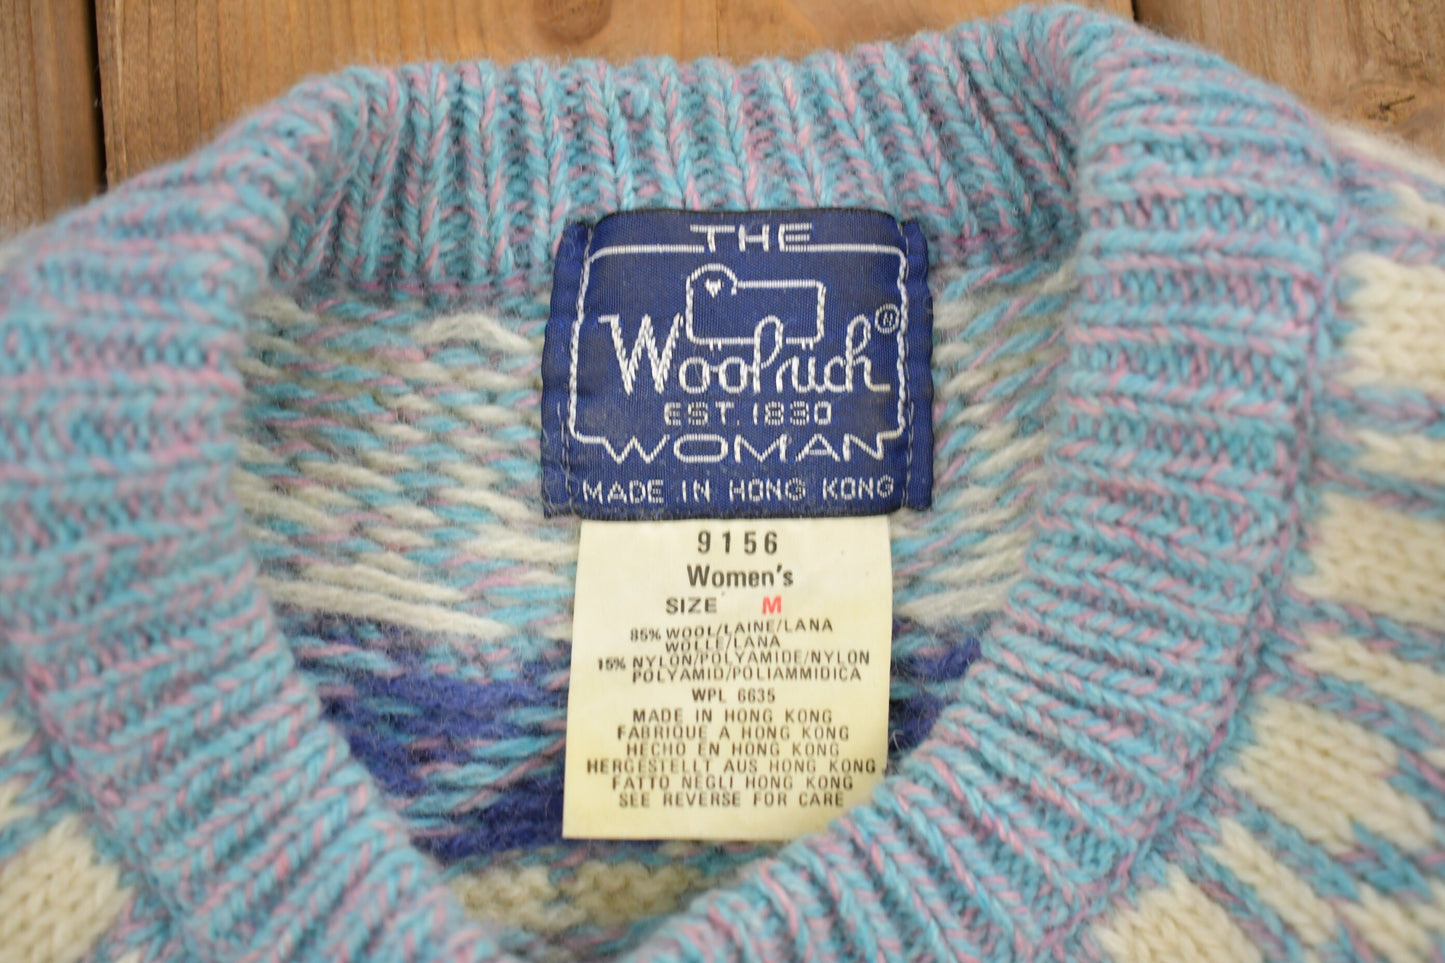 THE
Woolrich®
EST. 1830
WOMAN
MADE IN HONG KONG
9156
Women's
SIZE M
85% WOOL/LAINE/LANA
WOLLE/LANA
15% NYLON/POLYAMIDE/NYLON
POLYAMID/POLIAMMIDICA
WPL 6635
MADE IN HONG KONG
FABRIQUE A HONG KONG
HECHO EN HONG KONG
HERGESTELLT AUS HONG KONG
FATTO NEGLI HONG KONG
SEE REVERSE FOR CARE